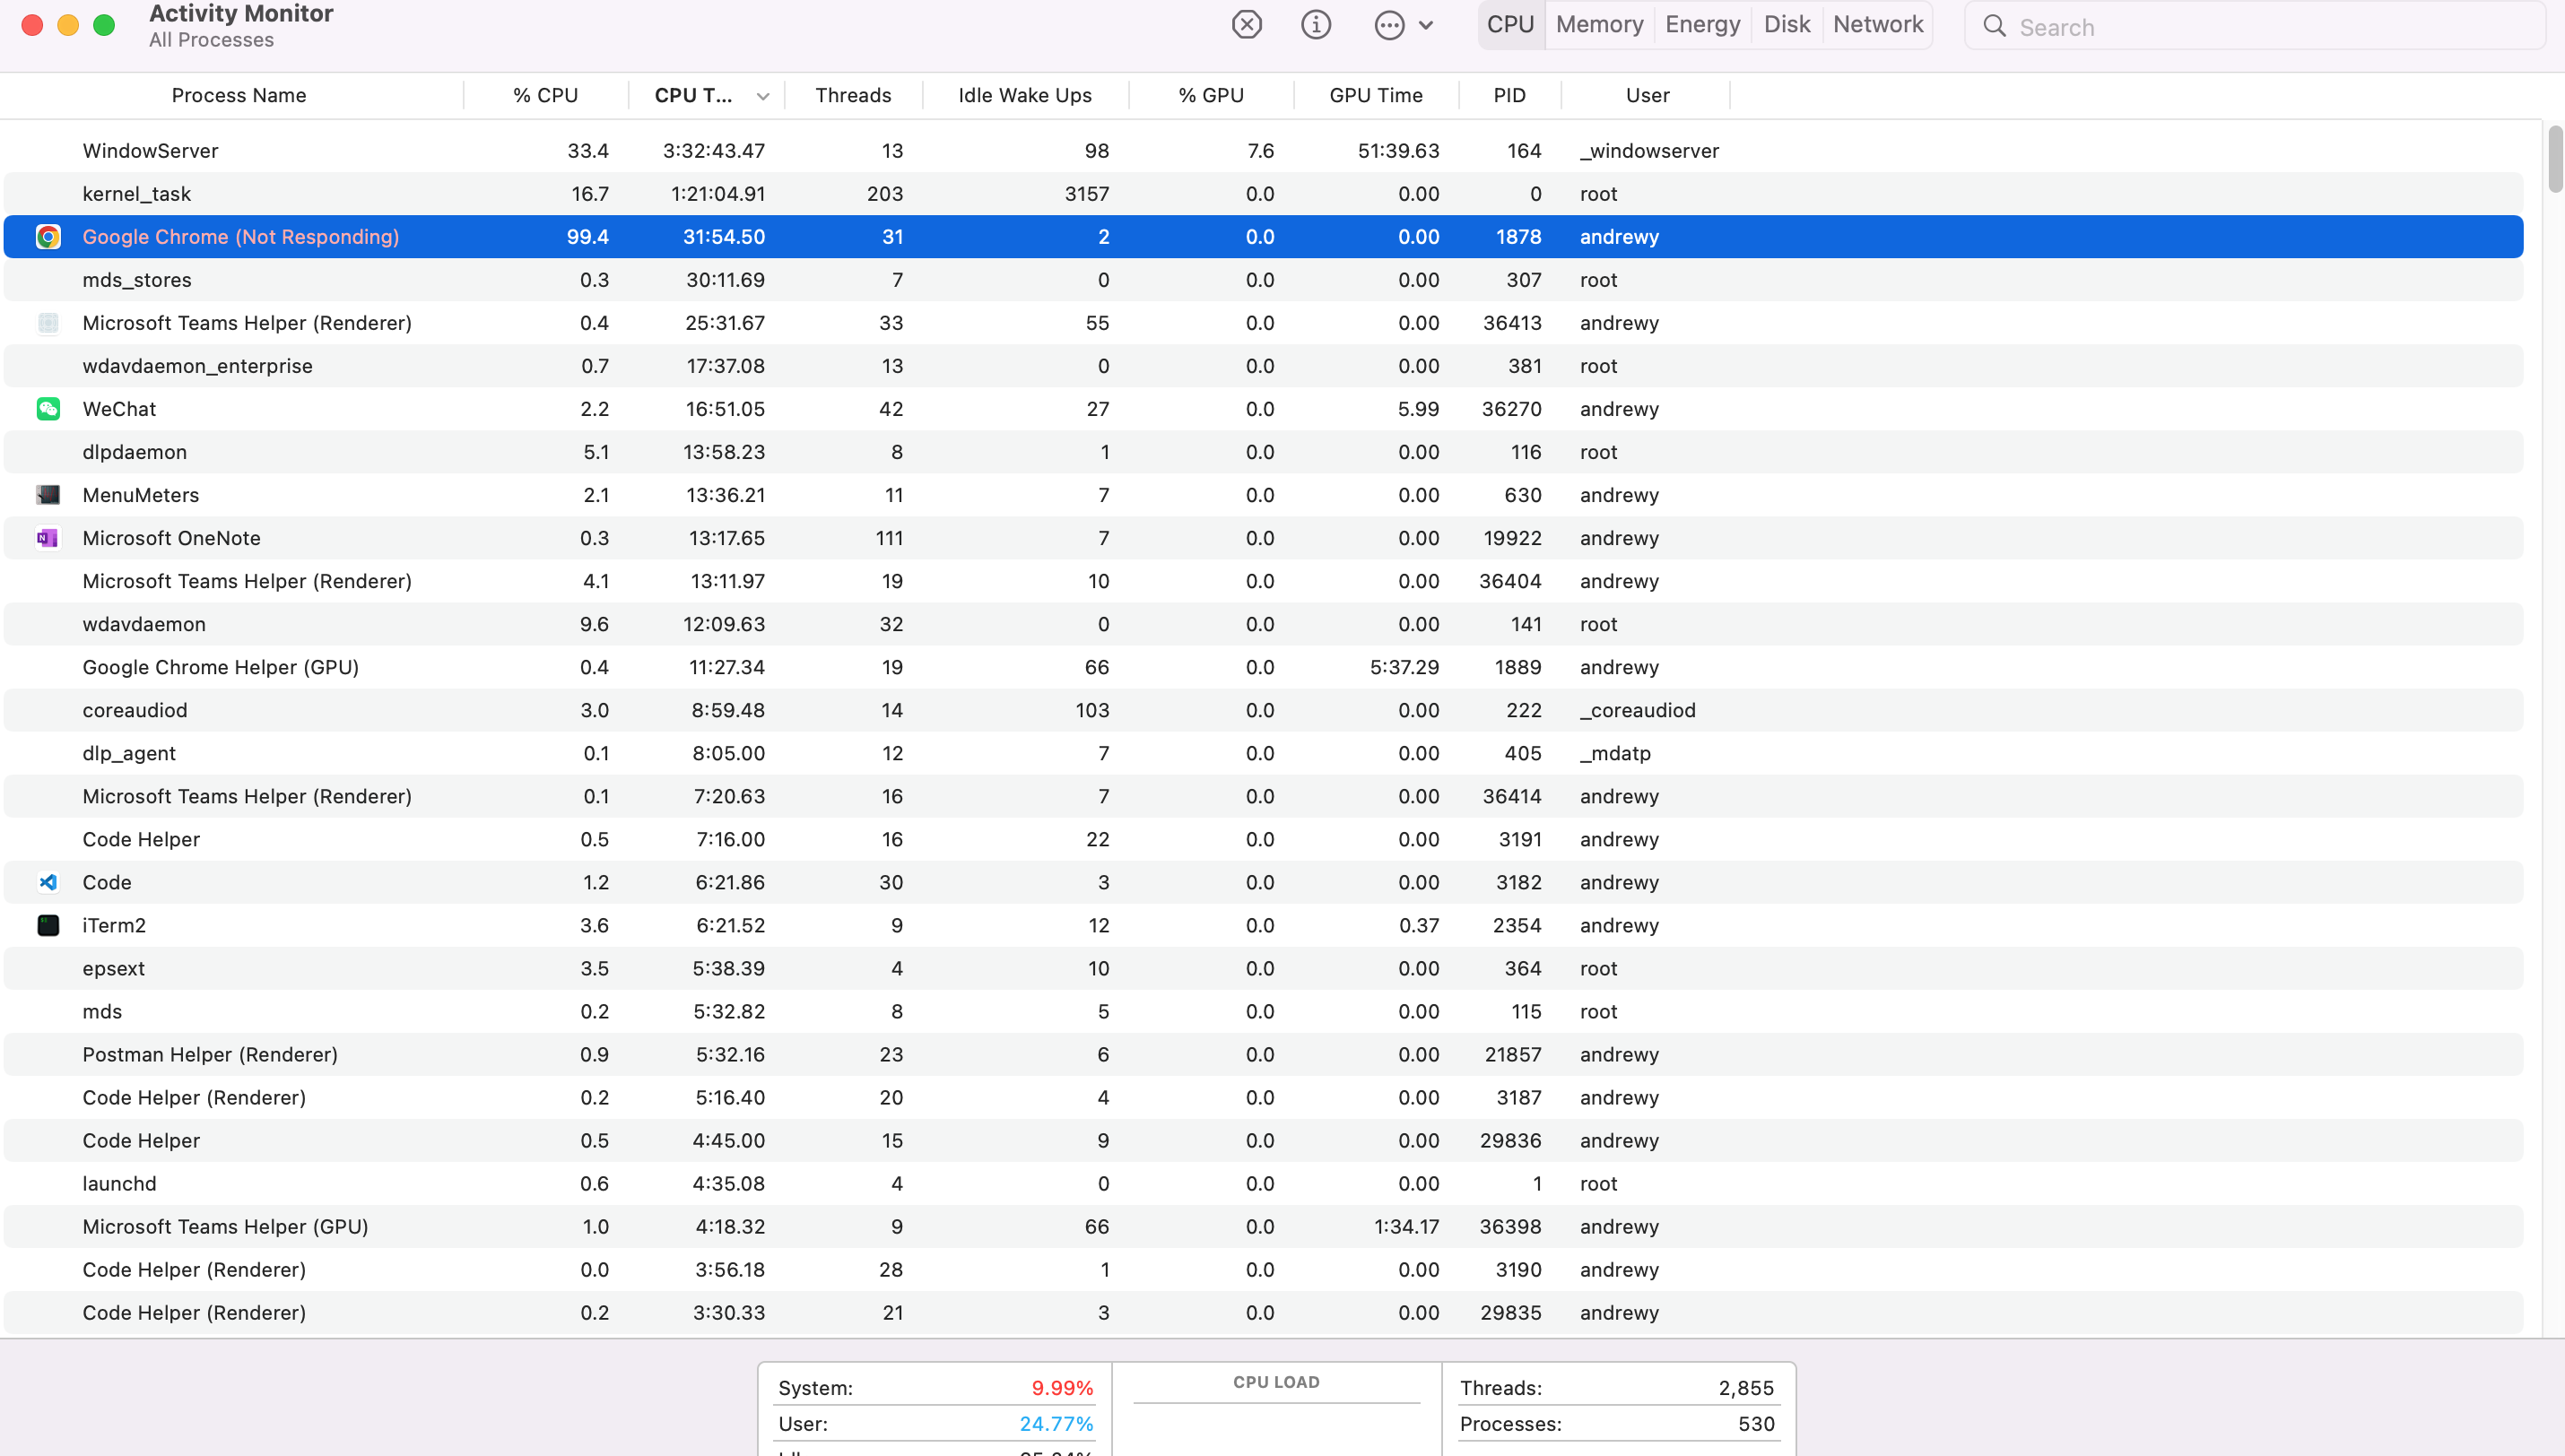 Activity Monitor
All Processes
CPU Memory Energy Disk Network Search
Process Name % CPU CPU T... Threads Idle Wake Ups % GPU GPU Time PID User
WindowServer 33.4 3:32:43.47 13 98 7.6 51:39.63 164 _windowserver
kernel_task 16.7 1:21:04.91 203 3157 0.0 0.00 0 root
Google Chrome (Not Responding) 99.4 31:54.50 31 2 0.0 0.00 1878 andrewy
mds_stores 0.3 30:11.69 7 0 0.0 0.00 307 root
Microsoft Teams Helper (Renderer) 0.4 25:31.67 33 55 0.0 0.00 36413 andrewy
wdavdaemon_enterprise 0.7 17:37.08 13 0 0.0 0.00 381 root
WeChat 2.2 16:51.05 42 27 0.0 5.99 36270 andrewy
dlpdaemon 5.1 13:58.23 8 1 0.0 0.00 116 root
MenuMeters 2.1 13:36.21 11 7 0.0 0.00 630 andrewy
Microsoft OneNote 0.3 13:17.65 111 7 0.0 0.00 19922 andrewy
Microsoft Teams Helper (Renderer) 4.1 13:11.97 19 10 0.0 0.00 36404 andrewy
wdavdaemon 9.6 12:09.63 32 0 0.0 0.00 141 root
Google Chrome Helper (GPU) 0.4 11:27.34 19 66 0.0 5:37.29 1889 andrewy
coreaudiod 3.0 8:59.48 14 103 0.0 0.00 222 _coreaudiod
dlp_agent 0.1 8:05.00 12 7 0.0 0.00 405 _mdatp
Microsoft Teams Helper (Renderer) 0.1 7:20.63 16 7 0.0 0.00 36414 andrewy
Code Helper 0.5 7:16.00 16 22 0.0 0.00 3191 andrewy
Code 1.2 6:21.86 30 3 0.0 0.00 3182 andrewy
iTerm2 3.6 6:21.52 9 12 0.0 0.37 2354 andrewy
epsext 3.5 5:38.39 4 10 0.0 0.00 364 root
mds 0.2 5:32.82 8 5 0.0 0.00 115 root
Postman Helper (Renderer) 0.9 5:32.16 23 6 0.0 0.00 21857 andrewy
Code Helper (Renderer) 0.2 5:16.40 20 4 0.0 0.00 3187 andrewy
Code Helper 0.5 4:45.00 15 9 0.0 0.00 29836 andrewy
launchd 0.6 4:35.08 4 0 0.0 0.00 1 root
Microsoft Teams Helper (GPU) 1.0 4:18.32 9 66 0.0 1:34.17 36398 andrewy
Code Helper (Renderer) 0.0 3:56.18 28 1 0.0 0.00 3190 andrewy
Code Helper (Renderer) 0.2 3:30.33 21 3 0.0 0.00 29835 andrewy
System: 9.99% CPU LOAD Threads: 2,855
User: 24.77% Processes: 530